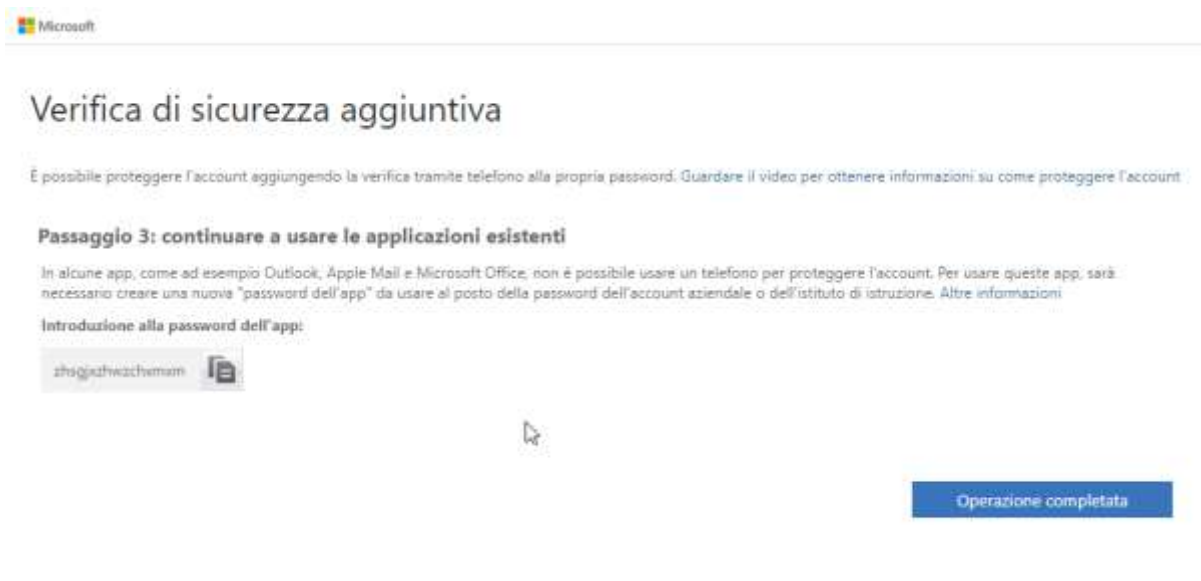 Microsoft
Verifica di sicurezza aggiuntiva
È possibile proteggere l'account aggiungendo la verifica tramite telefono alla propria password. Guardare il video per ottenere informazioni su come proteggere l'account
Passaggio 3: continuare a usare le applicazioni esistenti
In alcune app, come ad esempio Outlook, Apple Mail e Microsoft Office, non è possibile usare un telefono per proteggere l'account. Per usare queste app, sarà
necessario creare una nuova "password dell'app" da usare al posto della password dell'account aziendale o dell'istituto di istruzione. Altre informazioni
Introduzione alla password dell'app:
Operazione completata